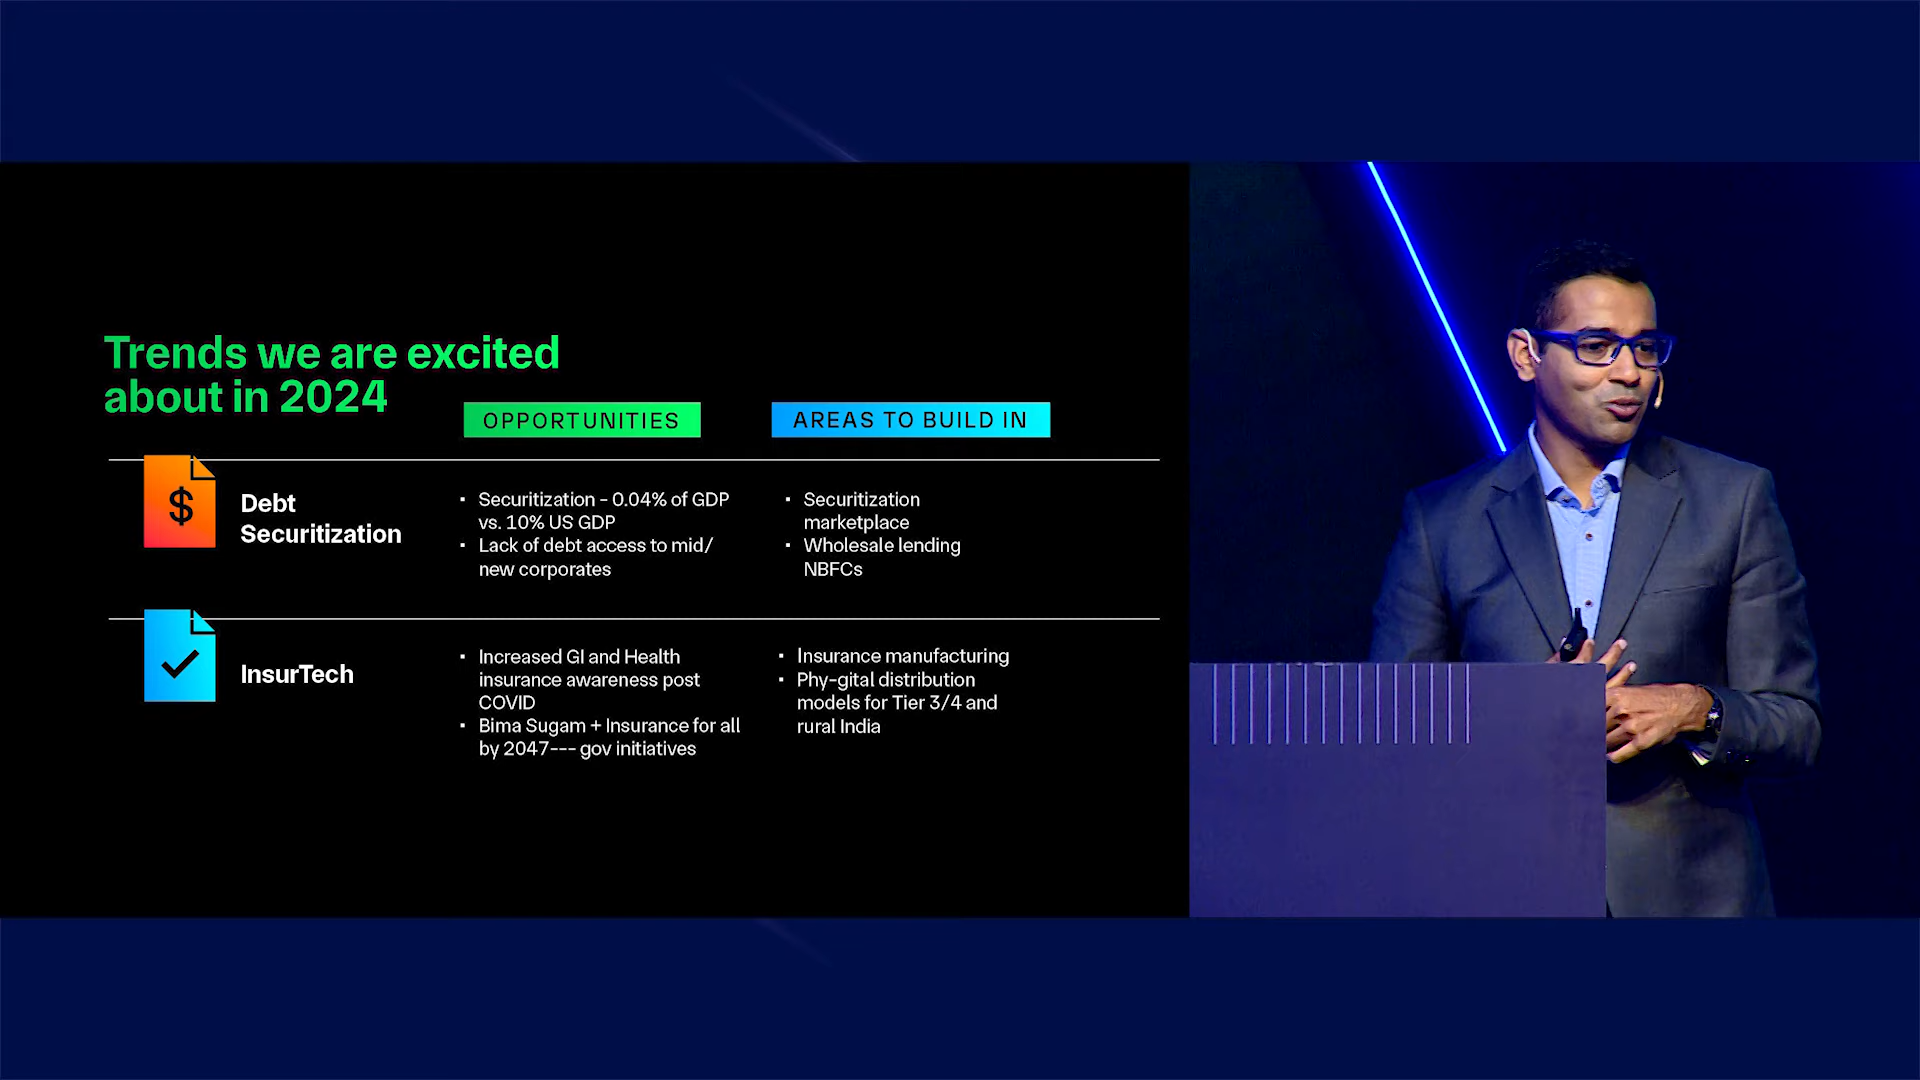 Trends we are excited
about in 2024
OPPORTUNITIES
AREAS TO BUILD IN
$
Debt
Securitization
▪ Securitization - 0.04% of GDP
vs. 10% US GDP
▪ Lack of debt access to mid/
new corporates
▪ Securitization
marketplace
▪ Wholesale lending
NBFCs
InsurTech
▪ Increased GI and Health
insurance awareness post
COVID
▪ Bima Sugam + Insurance for all
by 2047--- gov initiatives
▪ Insurance manufacturing
▪ Phy-gital distribution
models for Tier 3/4 and
rural India